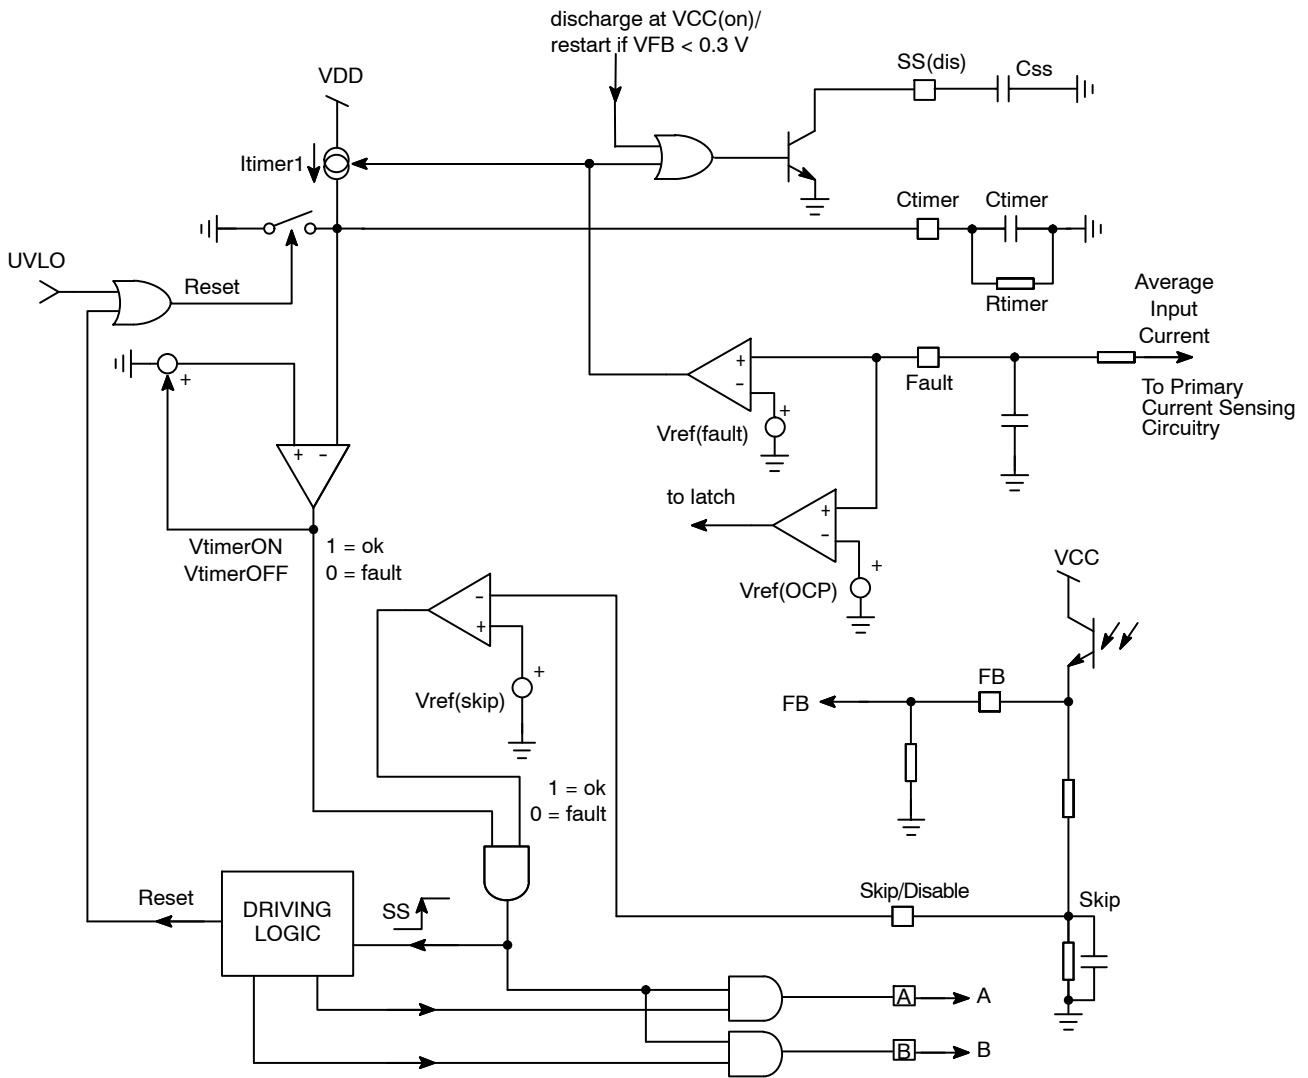 discharge at VCC(on)/
restart if VFB < 0.3 V
VDD
SS(dis)
Css
Itimer1
Ctimer
Ctimer
Rtimer
UVLO
Reset
Average
Input
Current
+
+
-
Fault
+
Vref(fault)
To Primary
Current Sensing
Circuitry
+ -
to latch
+
-
+
Vref(OCP)
VtimerON
VtimerOFF
1 = ok
0 = fault
VCC
-
+
+
Vref(skip)
FB
FB
1 = ok
0 = fault
Reset
DRIVING
LOGIC
SS
Skip/Disable
Skip
A
A
B
B